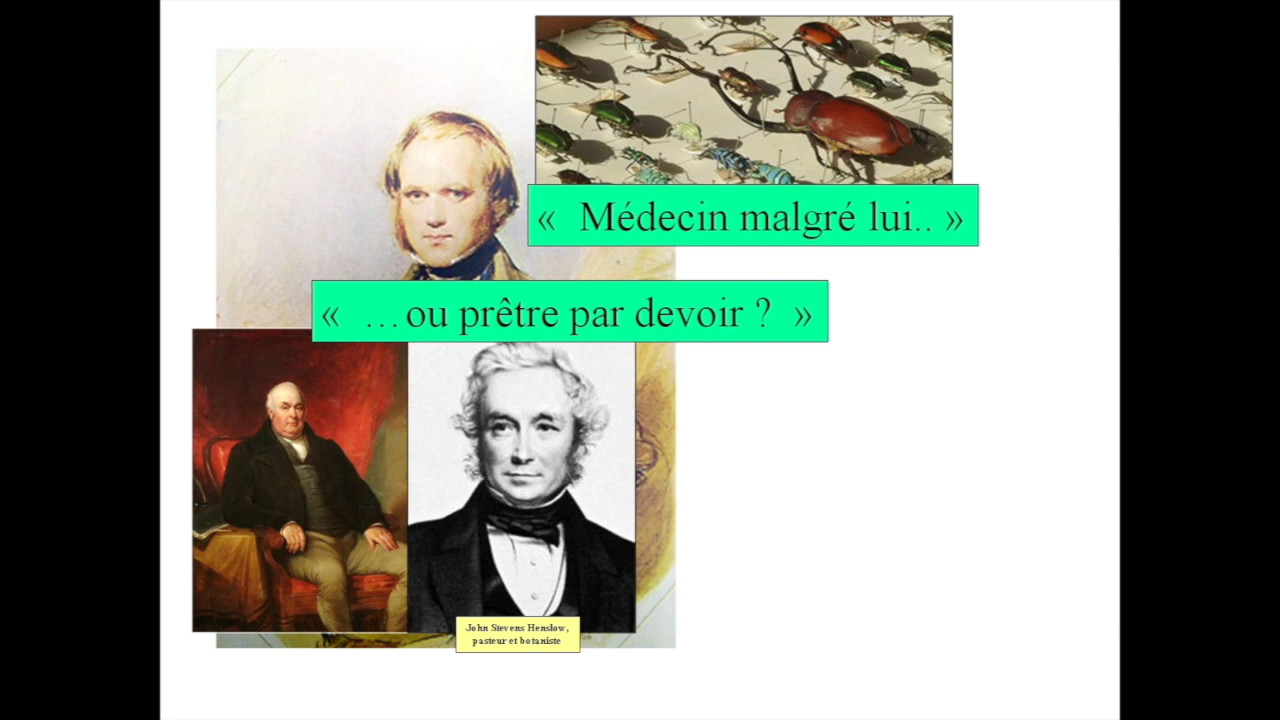 «  Médecin malgré lui.. »
«  …ou prêtre par devoir ?  »
John Stevens Henslow,
pasteur et botaniste